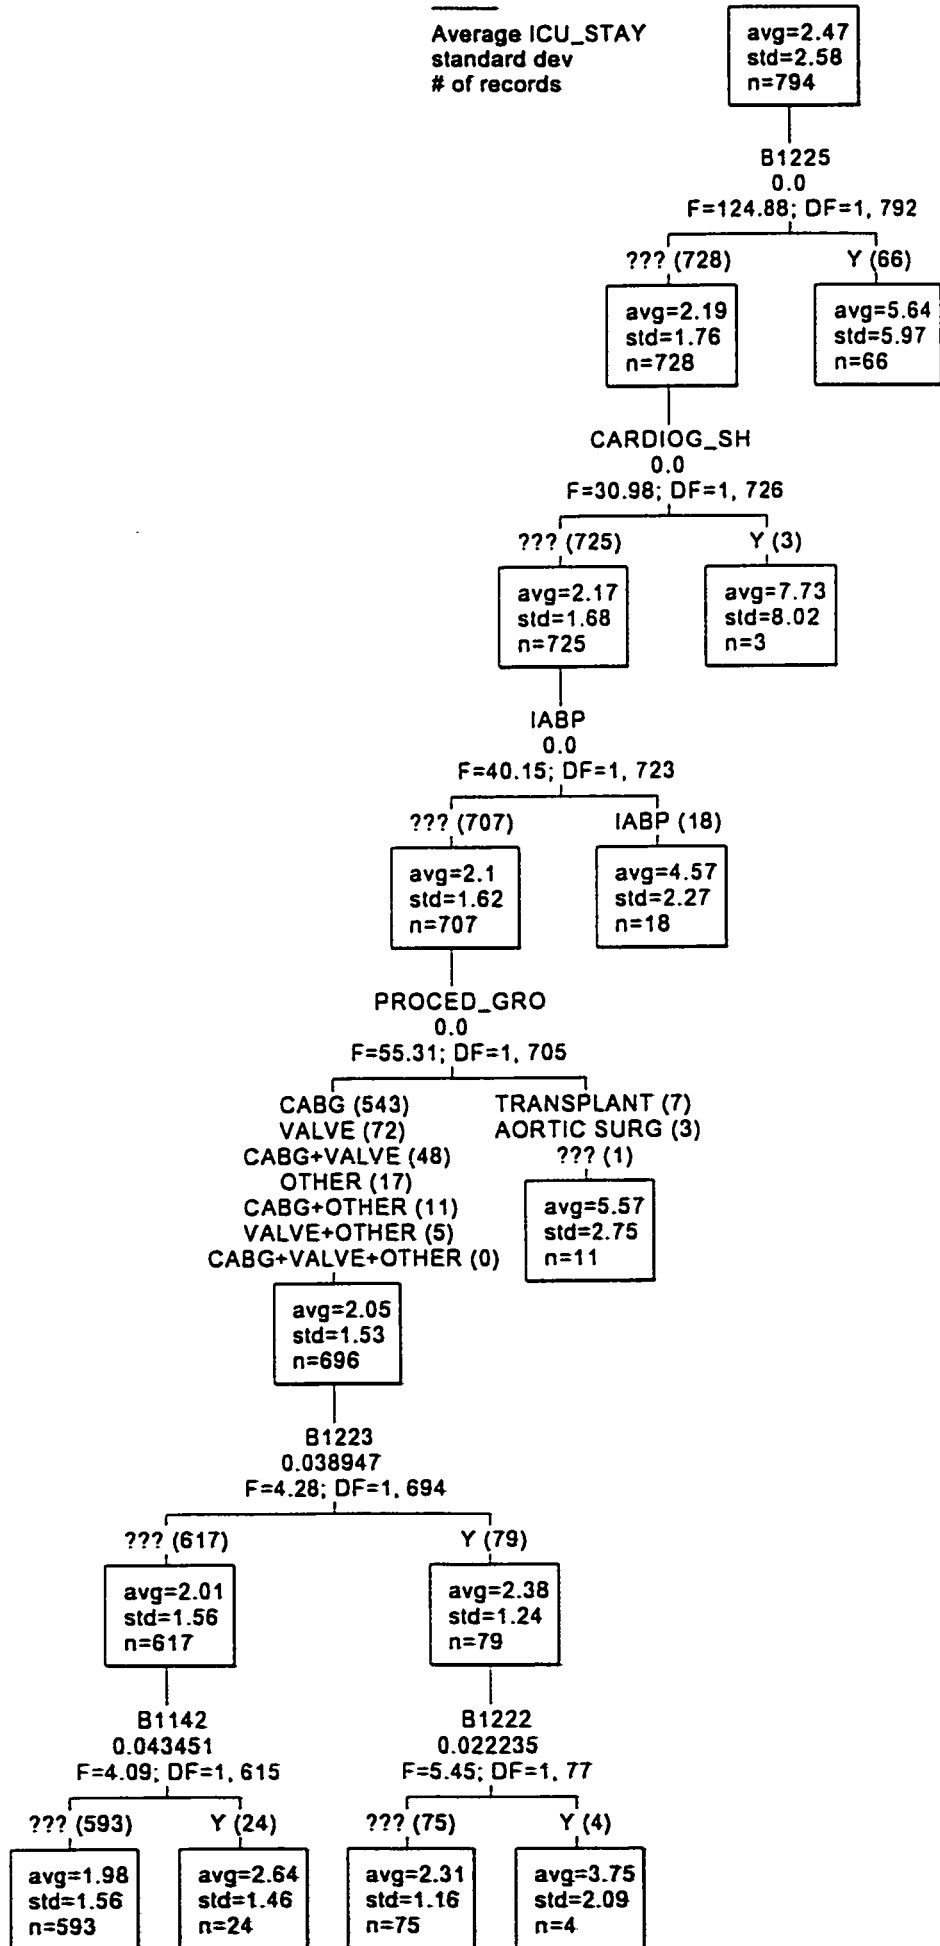 Average ICU_STAY
standard dev
# of records
avg=2.47
std=2.58
n=794
B1225
0.0
F=124.88; DF=1, 792
??? (728)
Y (66)
avg=2.19
std=1.76
n=728
avg=5.64
std=5.97
n=66
CARDIOG_SH
0.0
F=30.98; DF=1, 726
??? (725)
Y (3)
avg=2.17
std=1.68
n=725
avg=7.73
std=8.02
n=3
IABP
0.0
F=40.15; DF=1, 723
??? (707)
IABP (18)
avg=2.1
std=1.62
n=707
avg=4.57
std=2.27
n=18
PROCED_GRO
0.0
F=55.31; DF=1, 705
CABG (543)
VALVE (72)
CABG+VALVE (48)
OTHER (17)
CABG+OTHER (11)
VALVE+OTHER (5)
CABG+VALVE+OTHER (0)
TRANSPLANT (7)
AORTIC SURG (3)
??? (1)
avg=5.57
std=2.75
n=11
avg=2.05
std=1.53
n=696
B1223
0.038947
F=4.28; DF=1, 694
??? (617)
Y (79)
avg=2.01
std=1.56
n=617
avg=2.38
std=1.24
n=79
B1142
0.043451
F=4.09; DF=1, 615
B1222
0.022235
F=5.45; DF=1, 77
??? (593)
Y (24)
??? (75)
Y (4)
avg=1.98
std=1.56
n=593
avg=2.64
std=1.46
n=24
avg=2.31
std=1.16
n=75
avg=3.75
std=2.09
n=4